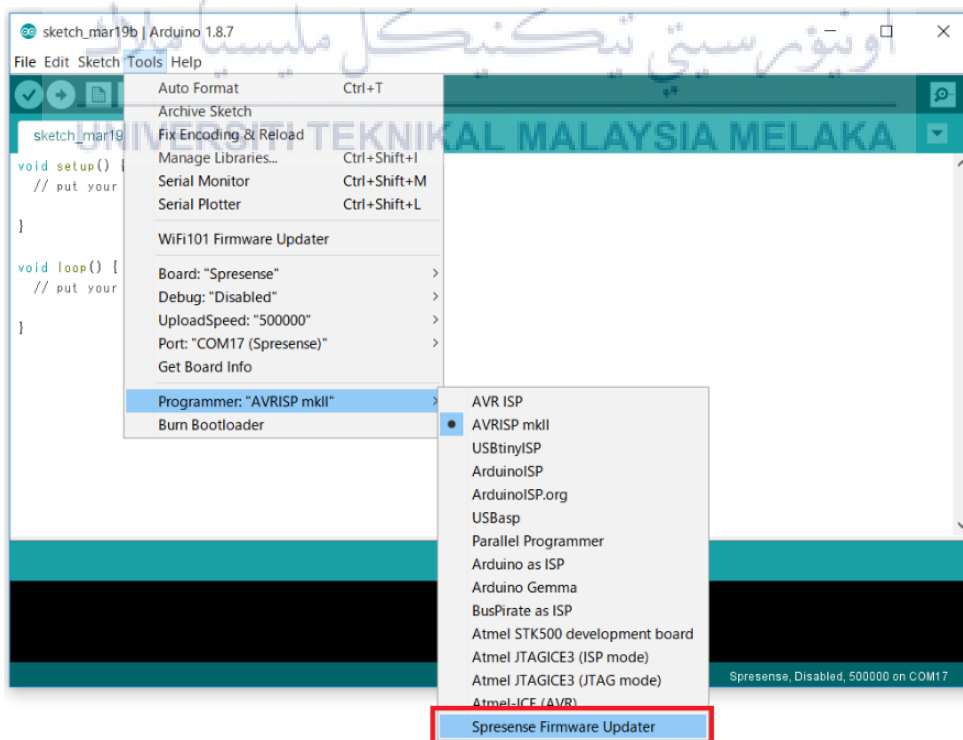 sketch_mar19b | Arduino 1.8.7
اونيۏرسيتي تيكنيكل مليسيا ملاك
File Edit Sketch Tools Help
UNIVERSITI TEKNIKAL MALAYSIA MELAKA
sketch_mar19
void setup() {
// put your
}
void loop() {
// put your
}
Auto Format Ctrl+T
Archive Sketch
Fix Encoding & Reload
Manage Libraries... Ctrl+Shift+I
Serial Monitor Ctrl+Shift+M
Serial Plotter Ctrl+Shift+L
WiFi101 Firmware Updater
Board: "Spresense"
Debug: "Disabled"
UploadSpeed: "500000"
Port: "COM17 (Spresense)"
Get Board Info
Programmer: "AVRISP mkII"
Burn Bootloader
AVR ISP
AVRISP mkII
USBtinyISP
ArduinoISP
ArduinoISP.org
USBasp
Parallel Programmer
Arduino as ISP
Arduino Gemma
BusPirate as ISP
Atmel STK500 development board
Atmel JTAGICE3 (ISP mode)
Atmel JTAGICE3 (JTAG mode)
Atmel-ICE (AVR)
Spresense Firmware Updater
Spresense, Disabled, 500000 on COM17